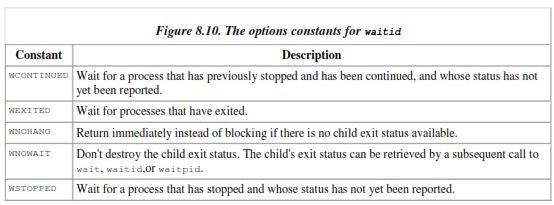 Figure 8.10. The options constants for waitid
Constant Description
WCONTINUED Wait for a process that has previously stopped and has been continued, and whose status has not
yet been reported.
WEXITED Wait for processes that have exited.
WNOHANG Return immediately instead of blocking if there is no child exit status available.
WNOWAIT Don't destroy the child exit status. The child's exit status can be retrieved by a subsequent call to
wait, waitid,or waitpid.
WSTOPPED Wait for a process that has stopped and whose status has not yet been reported.